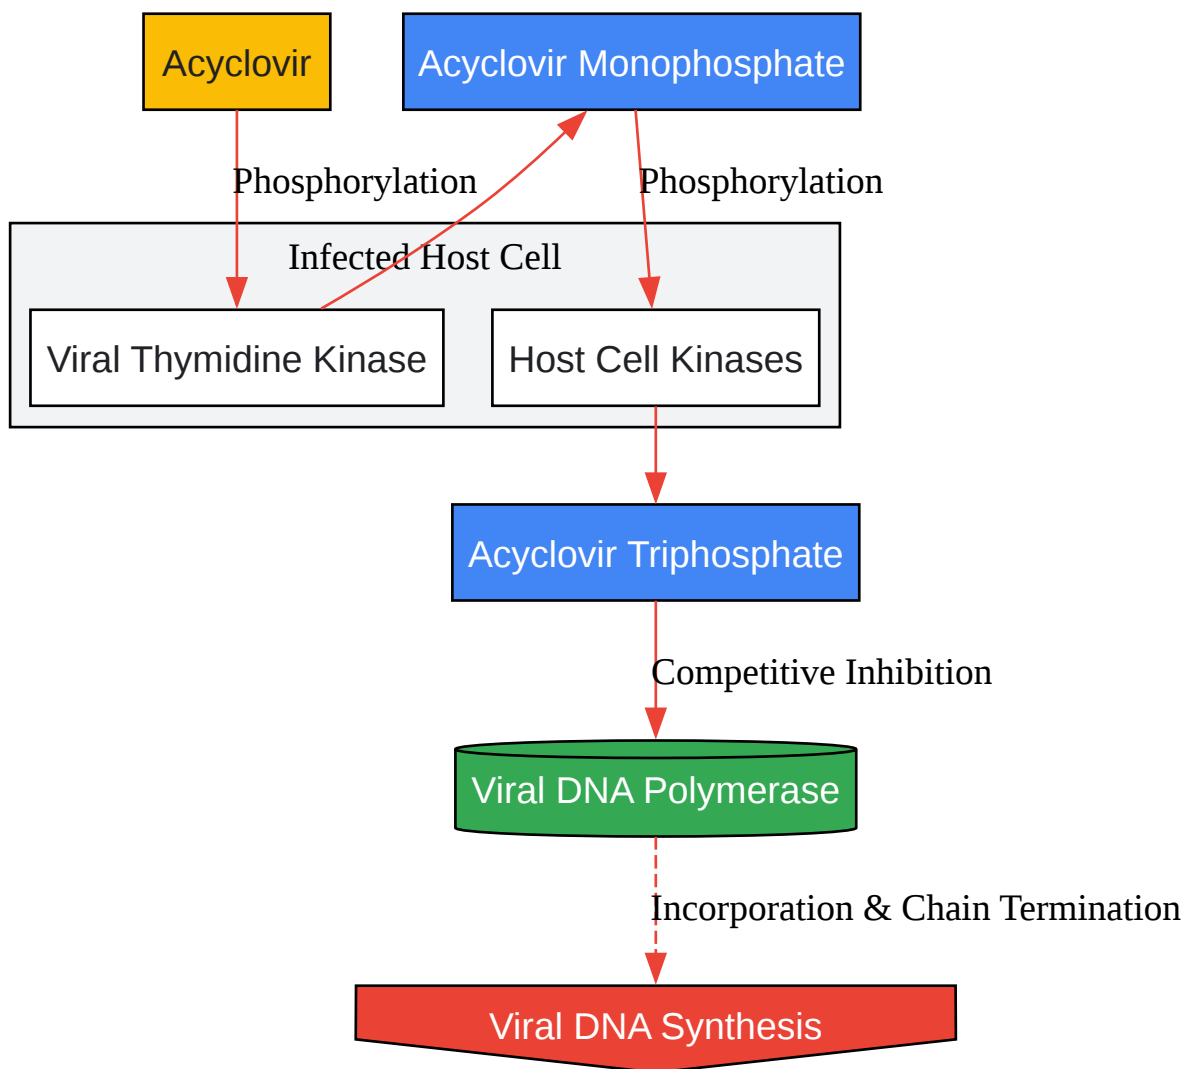 Acyclovir
Acyclovir Monophosphate
Phosphorylation
Phosphorylation
Infected Host Cell
Viral Thymidine Kinase
Host Cell Kinases
Acyclovir Triphosphate
Competitive Inhibition
Viral DNA Polymerase
Incorporation & Chain Termination
Viral DNA Synthesis